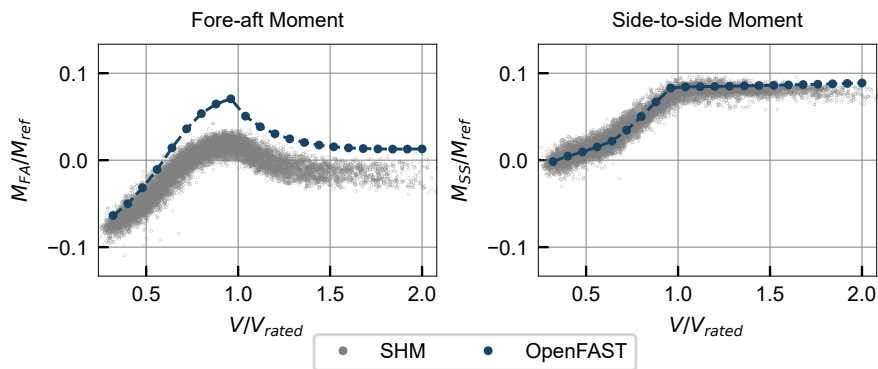 Fore-aft Moment
M_FA/M_ref
0.1
0.0
−0.1
0.5 1.0 1.5 2.0
V/V_rated
Side-to-side Moment
M_SS/M_ref
0.1
0.0
−0.1
0.5 1.0 1.5 2.0
V/V_rated
SHM OpenFAST